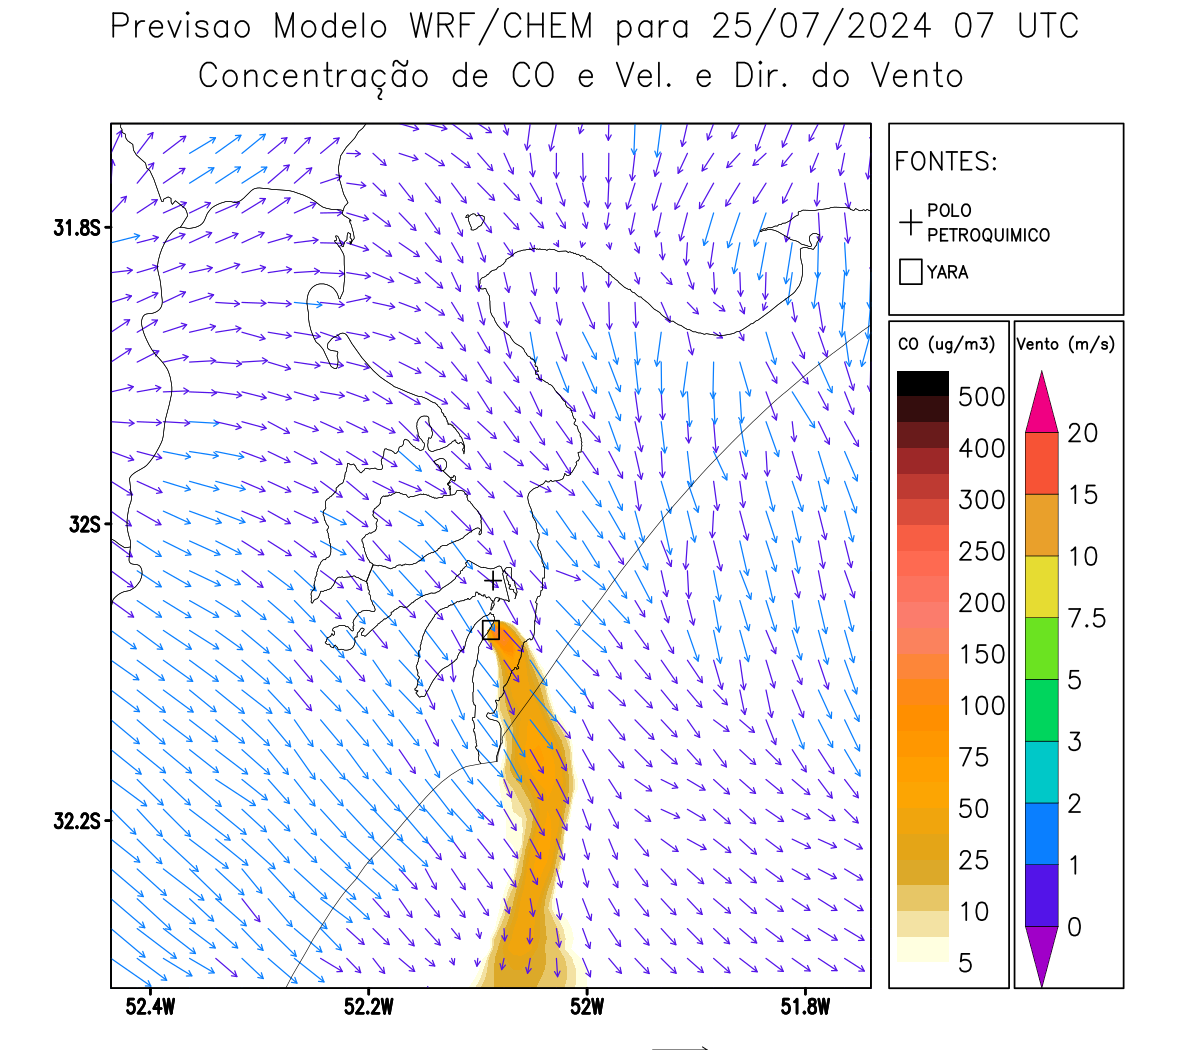 Previsao Modelo WRF/CHEM para 25/07/2024 07 UTC
Concentração de CO e Vel. e Dir. do Vento
FONTES:
POLO
PETROQUIMICO
YARA
CO (ug/m3)
500
400
300
250
200
150
100
75
50
25
10
5
Vento (m/s)
20
15
10
7.5
5
3
2
1
0
31.8S
32S
32.2S
52.4W
52.2W
52W
51.8W